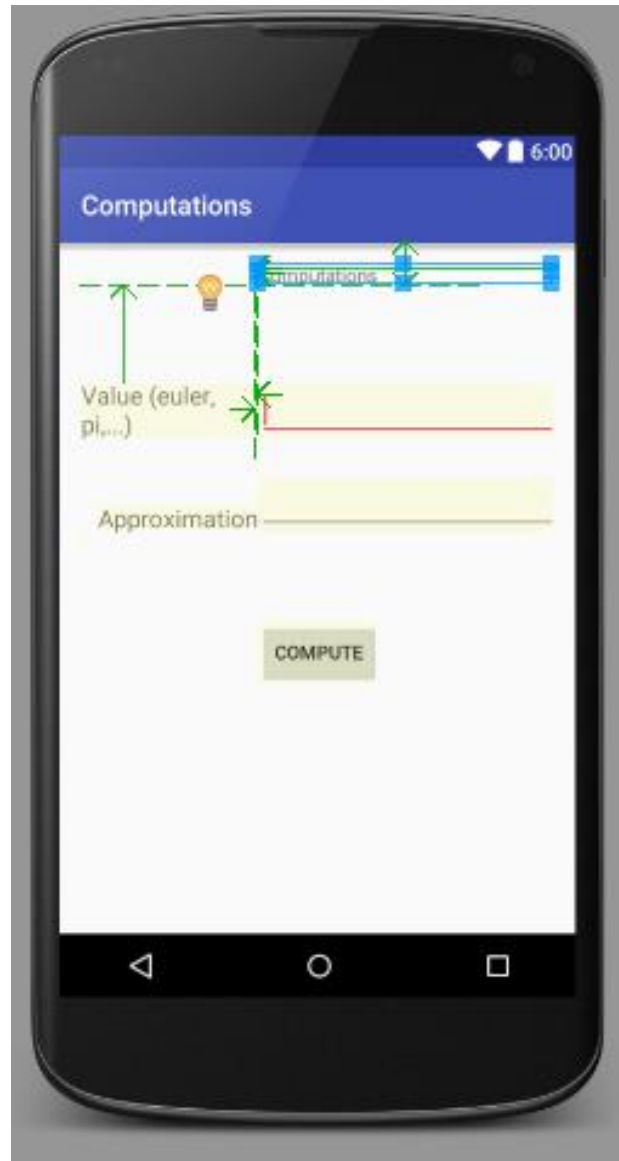 6:00
Computations
Computations
Value (euler,
pi,...)
Approximation
COMPUTE